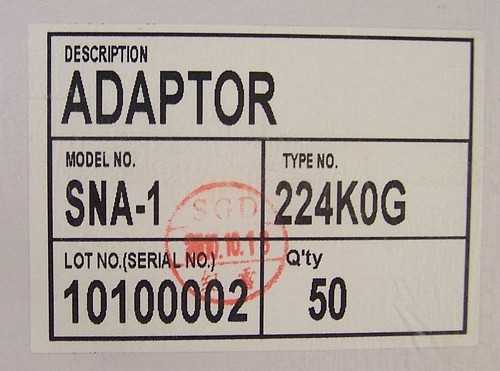 DESCRIPTION
ADAPTOR
MODEL NO.
SNA-1
TYPE NO.
224K0G
SGD
LOT NO.(SERIAL NO.)
10100002
Q'ty
50